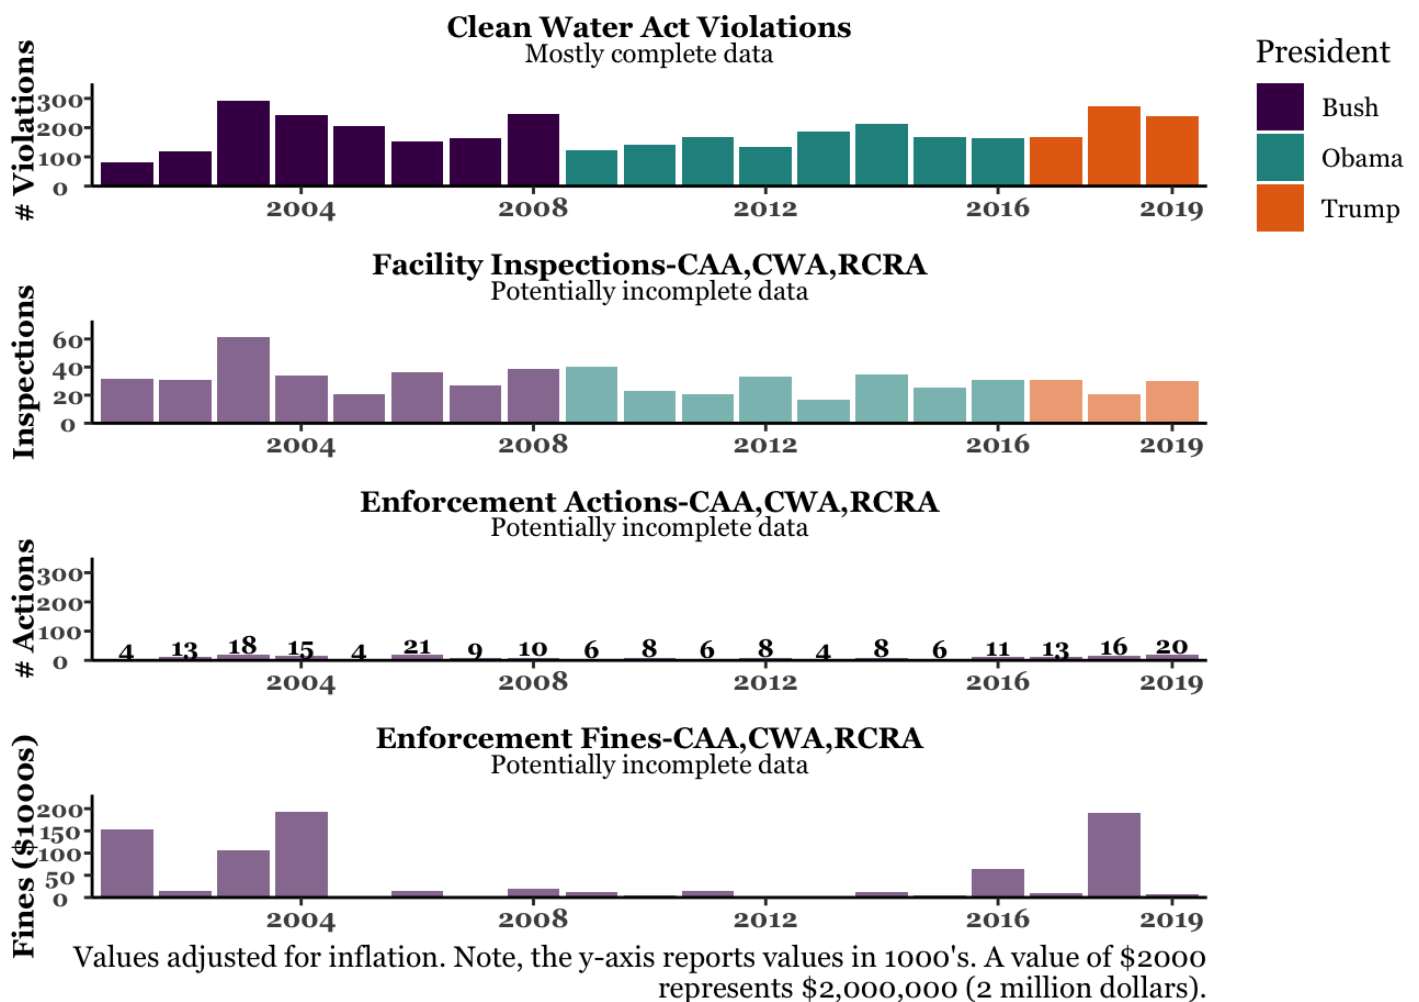 Clean Water Act Violations
Mostly complete data
# Violations
300
200
100
0
2004 2008 2012 2016 2019
President
Bush
Obama
Trump
Facility Inspections-CAA,CWA,RCRA
Potentially incomplete data
Inspections
60
40
20
0
2004 2008 2012 2016 2019
Enforcement Actions-CAA,CWA,RCRA
Potentially incomplete data
# Actions
300
200
100
0
4 13 18 15 4 21 9 10 6 8 6 8 4 8 6 11 13 16 20
2004 2008 2012 2016 2019
Enforcement Fines-CAA,CWA,RCRA
Potentially incomplete data
Fines ($1000s)
200
150
100
50
0
2004 2008 2012 2016 2019
Values adjusted for inflation. Note, the y-axis reports values in 1000's. A value of $2000
represents $2,000,000 (2 million dollars).